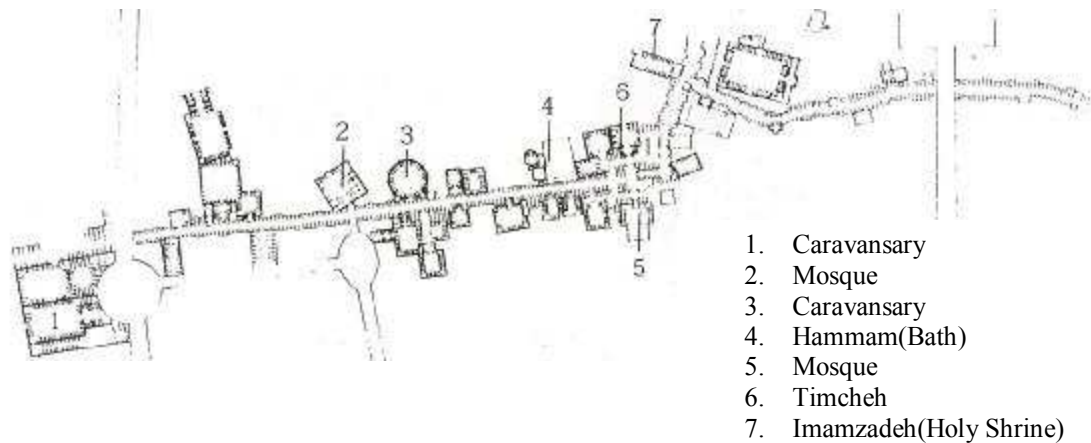 7
6
4
2
3
5
1
1. Caravansary
2. Mosque
3. Caravansary
4. Hammam(Bath)
5. Mosque
6. Timcheh
7. Imamzadeh(Holy Shrine)